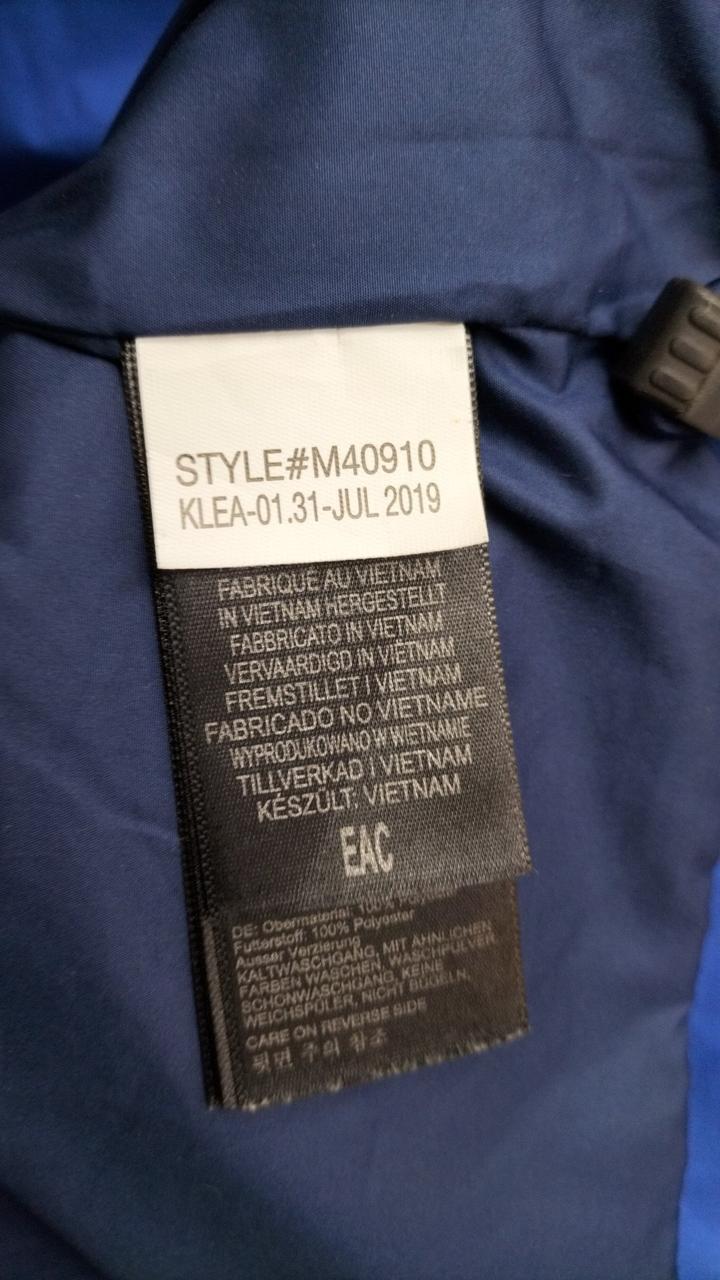 STYLE#M40910
KLEA-01.31-JUL 2019
FABRIQUÉ AU VIETNAM
IN VIETNAM HERGESTELLT
FABBRICATO IN VIETNAM
VERVAARDIGD IN VIETNAM
FREMSTILLET I VIETNAM
FABRICADO NO VIETNAME
WYPRODUKOWANO W WIETNAMIE
TILLVERKAD I VIETNAM
KÉSZÜLT: VIETNAM
EAC
DE: Obermaterial: 100%
Futterstoff: 100% Polyester
Ausser Verzierung
KALTWASCHGANG, MIT ÄHNLICHEN
FARBEN WASCHEN, WASCHPULVER,
SCHONWASCHGANG, KEINE
WEICHSPÜLER, NICHT BÜGELN.
CARE ON REVERSE SIDE
뒷면 주의 참조